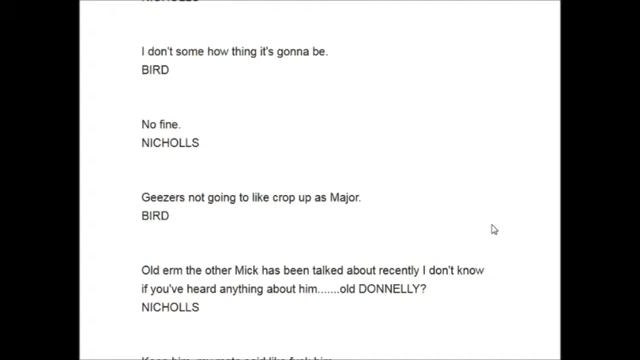 NICHOLLS
I don't some how thing it's gonna be.
BIRD
No fine.
NICHOLLS
Geezers not going to like crop up as Major.
BIRD
Old erm the other Mick has been talked about recently I don't know
if you've heard anything about him.......old DONNELLY?
NICHOLLS